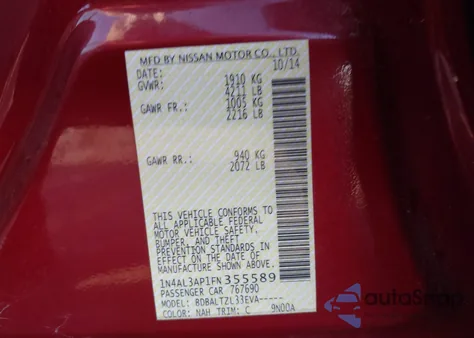 MFD BY NISSAN MOTOR CO., LTD.
DATE: 10/14
GVWR: 1910 KG
4211 LB
GAWR FR.: 1005 KG
2216 LB
GAWR RR.: 940 KG
2072 LB
THIS VEHICLE CONFORMS TO
ALL APPLICABLE FEDERAL
MOTOR VEHICLE SAFETY,
BUMPER, AND THEFT
PREVENTION STANDARDS IN
EFFECT ON THE DATE OF
MANUFACTURE SHOWN ABOVE.
1N4AL3AP1FN355589
PASSENGER CAR 767690
MODEL: BDBALTZL33EVA-----
COLOR: NAH TRIM: C 9N00A
autoSnap